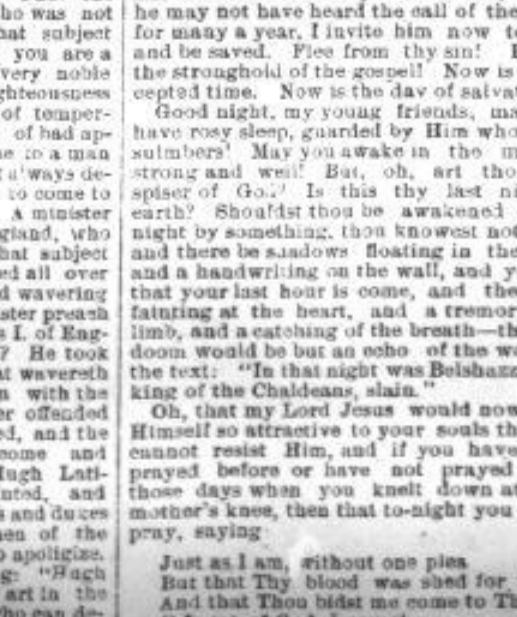 ho was not
hat subject
you are a
very noble
ghteousness
of temper-
of bad ap-
to a man
always de-
to come to
A minister
gland, who
hat subject
ed all over
d wavering
ster preach
s I. of Eng-
? He took
at wavereth
n with the
er offended
ed, and the
come and
Hugh Lati-
nted, and
s and dukes
men of the
o apoligize.
g: "Hugh
art in the
who can de-
he may not have heard the call of the
for many a year, I invite him now to
and be saved. Flee from thy sin!
the stronghold of the gospel! Now is
cepted time. Now is the day of salvat
Good night, my young friends, ma
have rosy sleep, guarded by Him who
slumbers! May you awake in the m
strong and well! But, oh, art tho
spiser of God? Is this thy last ni
earth? Shouldst thou be awakened
night by something, thou knowest not
and there be shadows floating in the
and a handwriting on the wall, and y
that your last hour is come, and the
fainting at the heart, and a tremor
limb, and a catching of the breath—th
doom would be but an echo of the wo
the text: "In that night was Belshazz
king of the Chaldeans, slain."
Oh, that my Lord Jesus would now
Himself so attractive to your souls th
cannot resist Him, and if you have
prayed before or have not prayed
those days when you knelt down at
mother's knee, then that to-night you
pray, saying:
Just as I am, without one plea
But that Thy blood was shed for
And that Thou bidst me come to Th